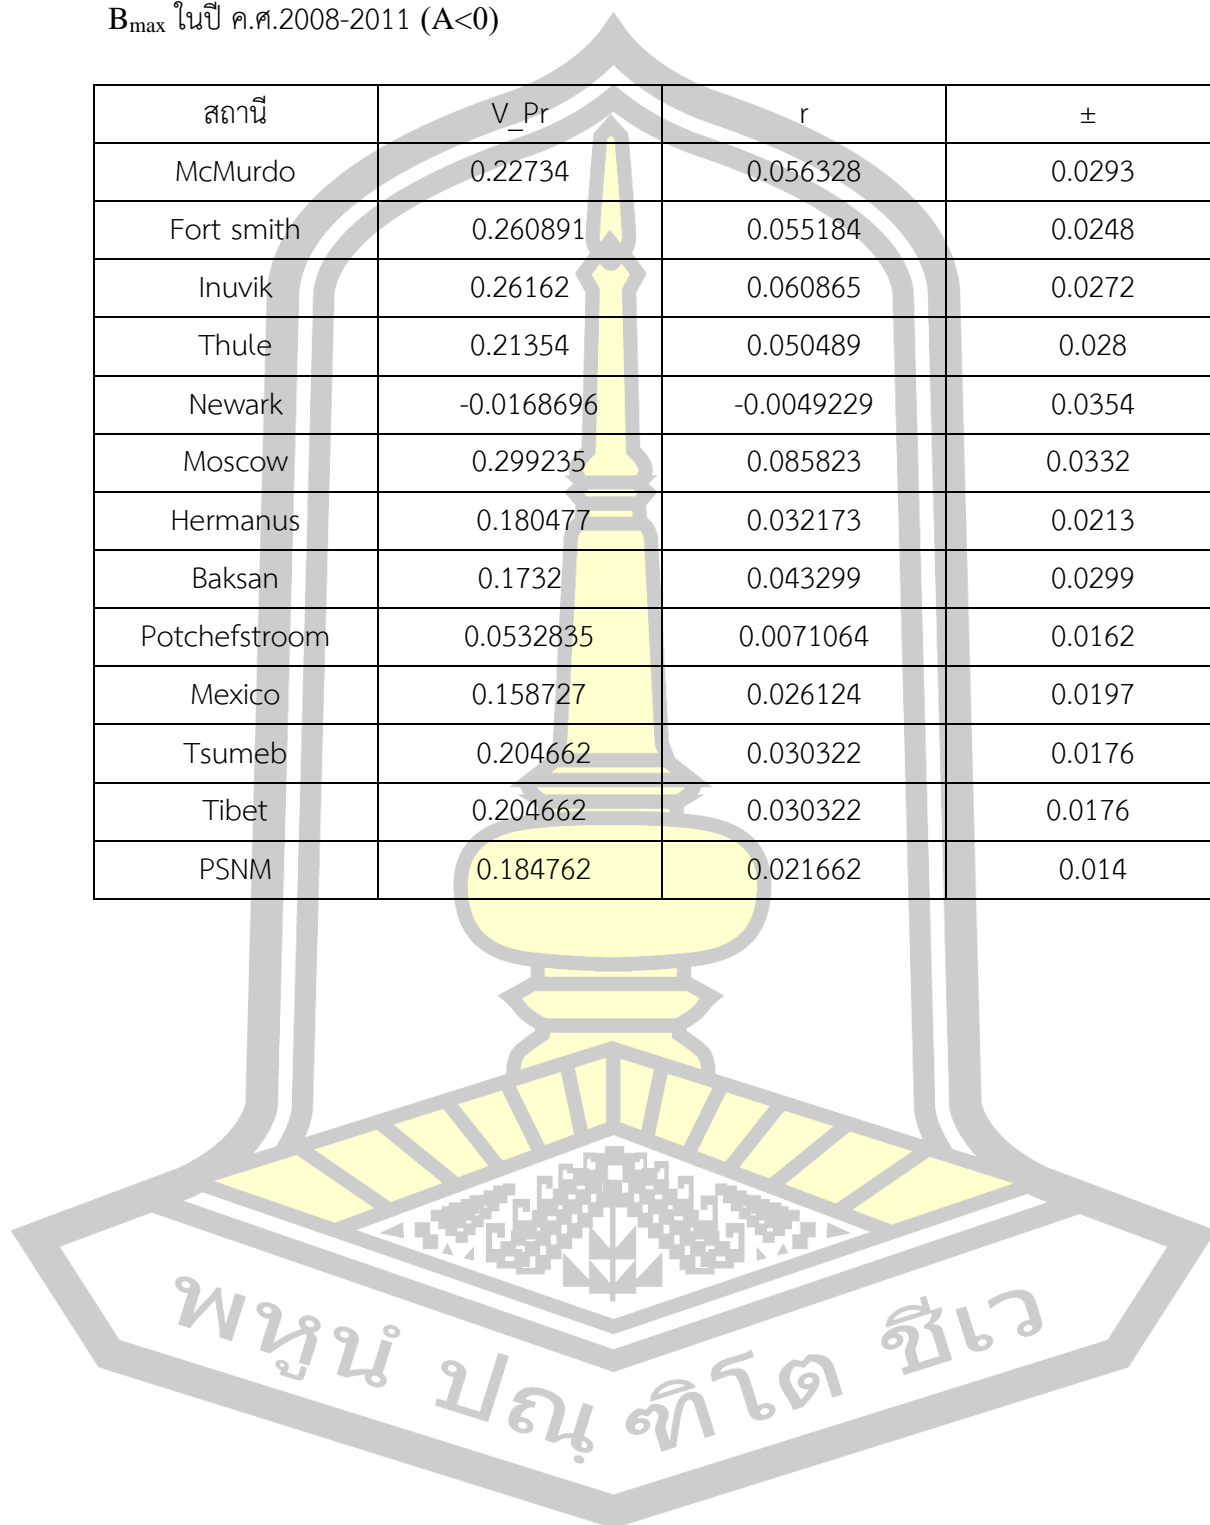 Bmax ในปี ค.ศ.2008-2011 (A<0)
สถานี V_Pr r ±
McMurdo 0.22734 0.056328 0.0293
Fort smith 0.260891 0.055184 0.0248
Inuvik 0.26162 0.060865 0.0272
Thule 0.21354 0.050489 0.028
Newark -0.0168696 -0.0049229 0.0354
Moscow 0.299235 0.085823 0.0332
Hermanus 0.180477 0.032173 0.0213
Baksan 0.1732 0.043299 0.0299
Potchefstroom 0.0532835 0.0071064 0.0162
Mexico 0.158727 0.026124 0.0197
Tsumeb 0.204662 0.030322 0.0176
Tibet 0.204662 0.030322 0.0176
PSNM 0.184762 0.021662 0.014
พหูนํ ปณฺฑิโต ชีเว